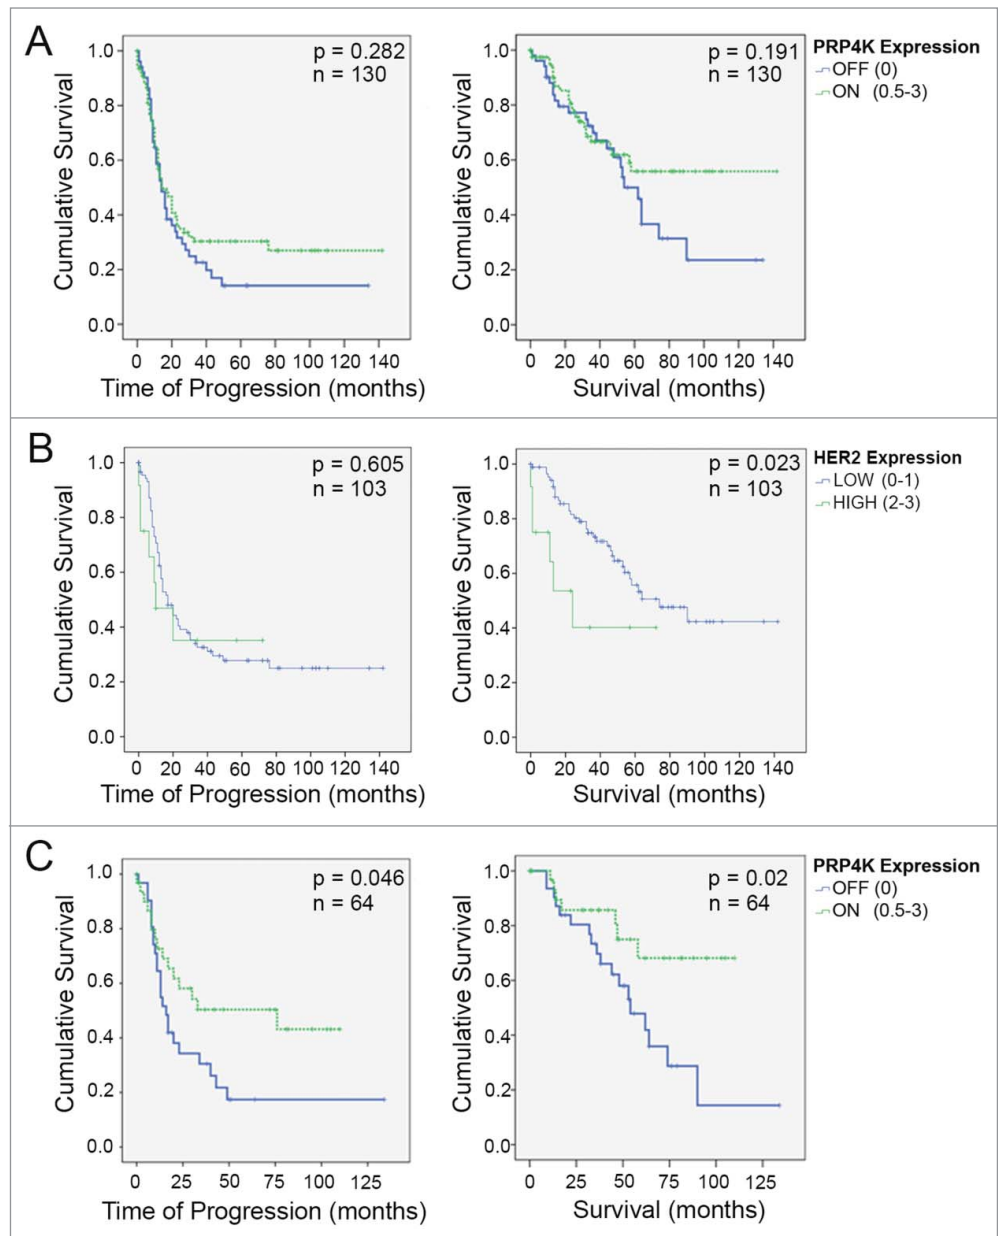 A
p = 0.282
n = 130
Cumulative Survival
1.0
0.8
0.6
0.4
0.2
0.0
0 20 40 60 80 100 120 140
Time of Progression (months)
p = 0.191
n = 130
Cumulative Survival
1.0
0.8
0.6
0.4
0.2
0.0
0 20 40 60 80 100 120 140
Survival (months)
PRP4K Expression
OFF (0)
ON (0.5-3)
B
p = 0.605
n = 103
Cumulative Survival
1.0
0.8
0.6
0.4
0.2
0.0
0 20 40 60 80 100 120 140
Time of Progression (months)
p = 0.023
n = 103
Cumulative Survival
1.0
0.8
0.6
0.4
0.2
0.0
0 20 40 60 80 100 120 140
Survival (months)
HER2 Expression
LOW (0-1)
HIGH (2-3)
C
p = 0.046
n = 64
Cumulative Survival
1.0
0.8
0.6
0.4
0.2
0.0
0 25 50 75 100 125
Time of Progression (months)
p = 0.02
n = 64
Cumulative Survival
1.0
0.8
0.6
0.4
0.2
0.0
0 25 50 75 100 125
Survival (months)
PRP4K Expression
OFF (0)
ON (0.5-3)